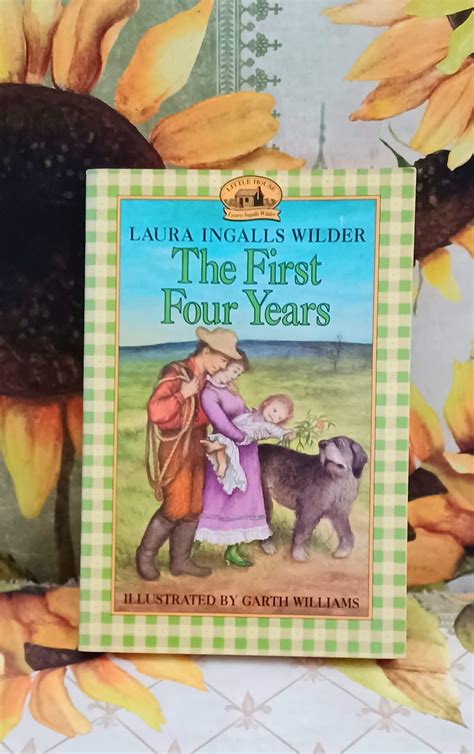 LITTLE HOUSE
Laura Ingalls Wilder
LAURA INGALLS WILDER
The First
Four Years
ILLUSTRATED BY GARTH WILLIAMS